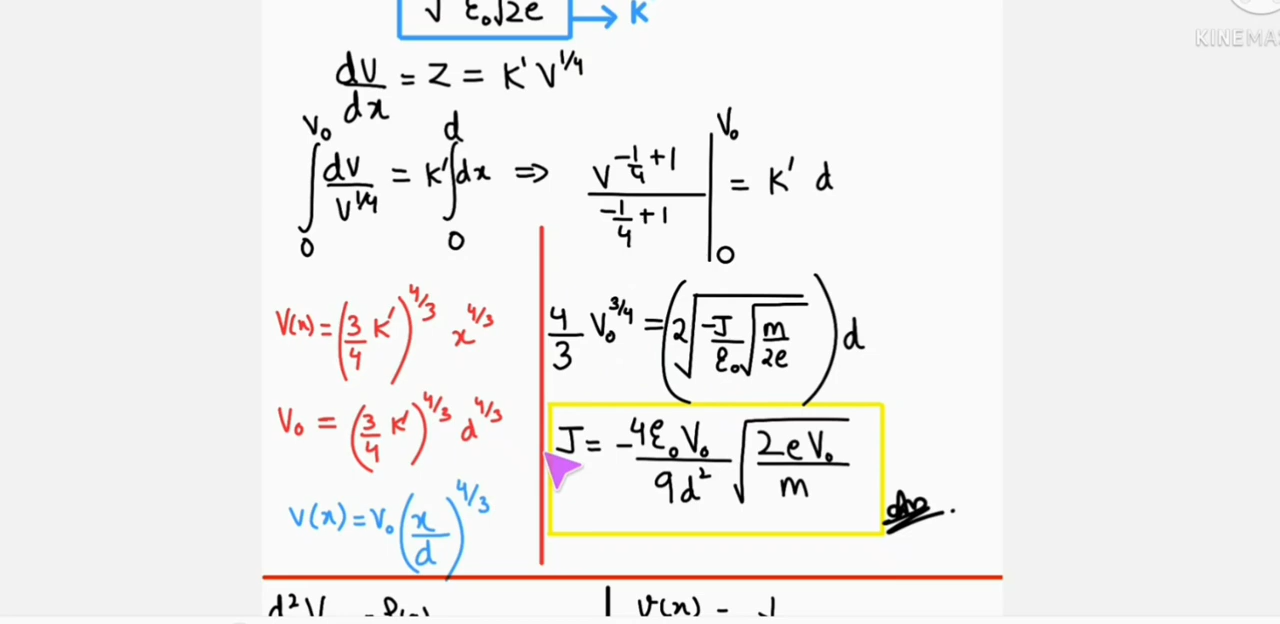 √ ε₀√2e → K
KINEMA
dV/dx = Z = K' V^1/4
∫₀^V₀ dV/V^1/4 = K' ∫₀^d dx ⇒ V^(-1/4+1)/(-1/4+1) |₀^V₀ = K' d
V(x) = (3/4 K')^4/3 x^4/3
V₀ = (3/4 K')^4/3 d^4/3
V(x) = V₀ (x/d)^4/3
4/3 V₀^3/4 = (2√(-J/ε₀ √(m/2e))) d
J = -4ε₀V₀/9d² √(2eV₀/m)
Ans.
d²V
V(x) =